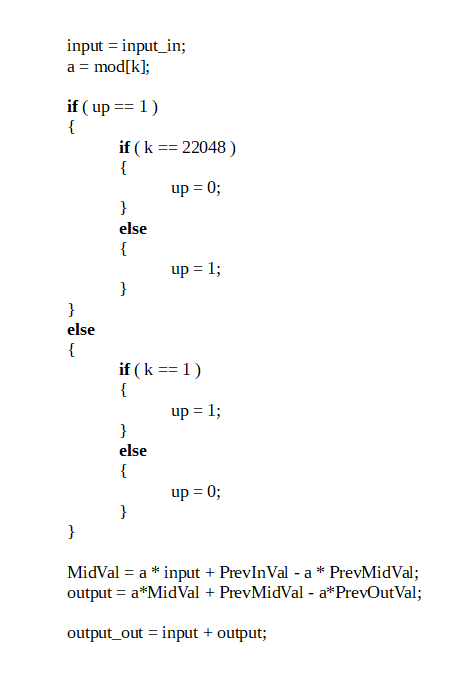 input = input_in;
a = mod[k];
if ( up == 1 )
{
if ( k == 22048 )
{
up = 0;
}
else
{
up = 1;
}
}
else
{
if ( k == 1 )
{
up = 1;
}
else
{
up = 0;
}
}
MidVal = a * input + PrevInVal - a * PrevMidVal;
output = a*MidVal + PrevMidVal - a*PrevOutVal;
output_out = input + output;